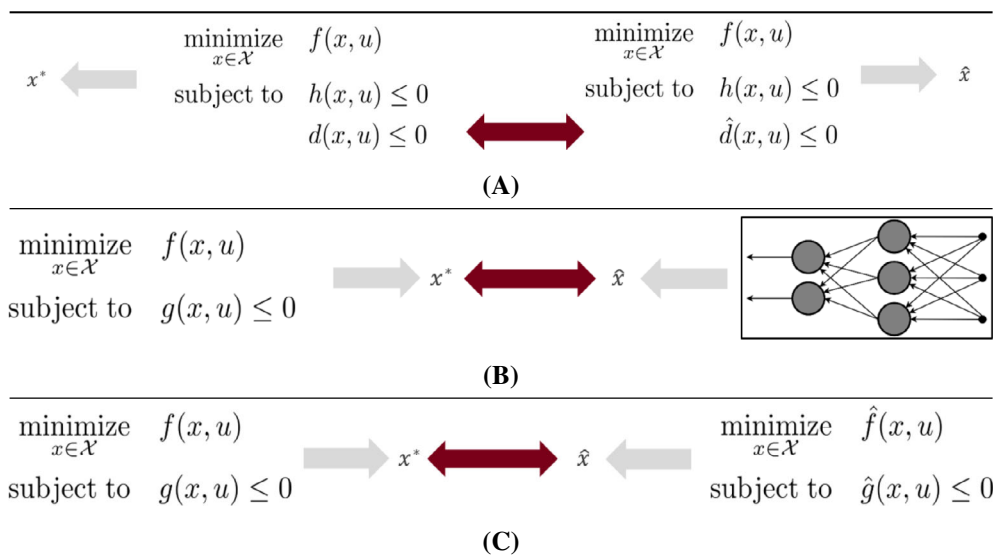 minimize x∈𝒳 f(x, u) minimize x∈𝒳 f(x, u)
x* x̂
subject to h(x, u) ≤ 0 subject to h(x, u) ≤ 0
d(x, u) ≤ 0 d̂(x, u) ≤ 0
(A)
minimize x∈𝒳 f(x, u)
x* x̂
subject to g(x, u) ≤ 0
(B)
minimize x∈𝒳 f(x, u) minimize x∈𝒳 f̂(x, u)
x* x̂
subject to g(x, u) ≤ 0 subject to ĝ(x, u) ≤ 0
(C)